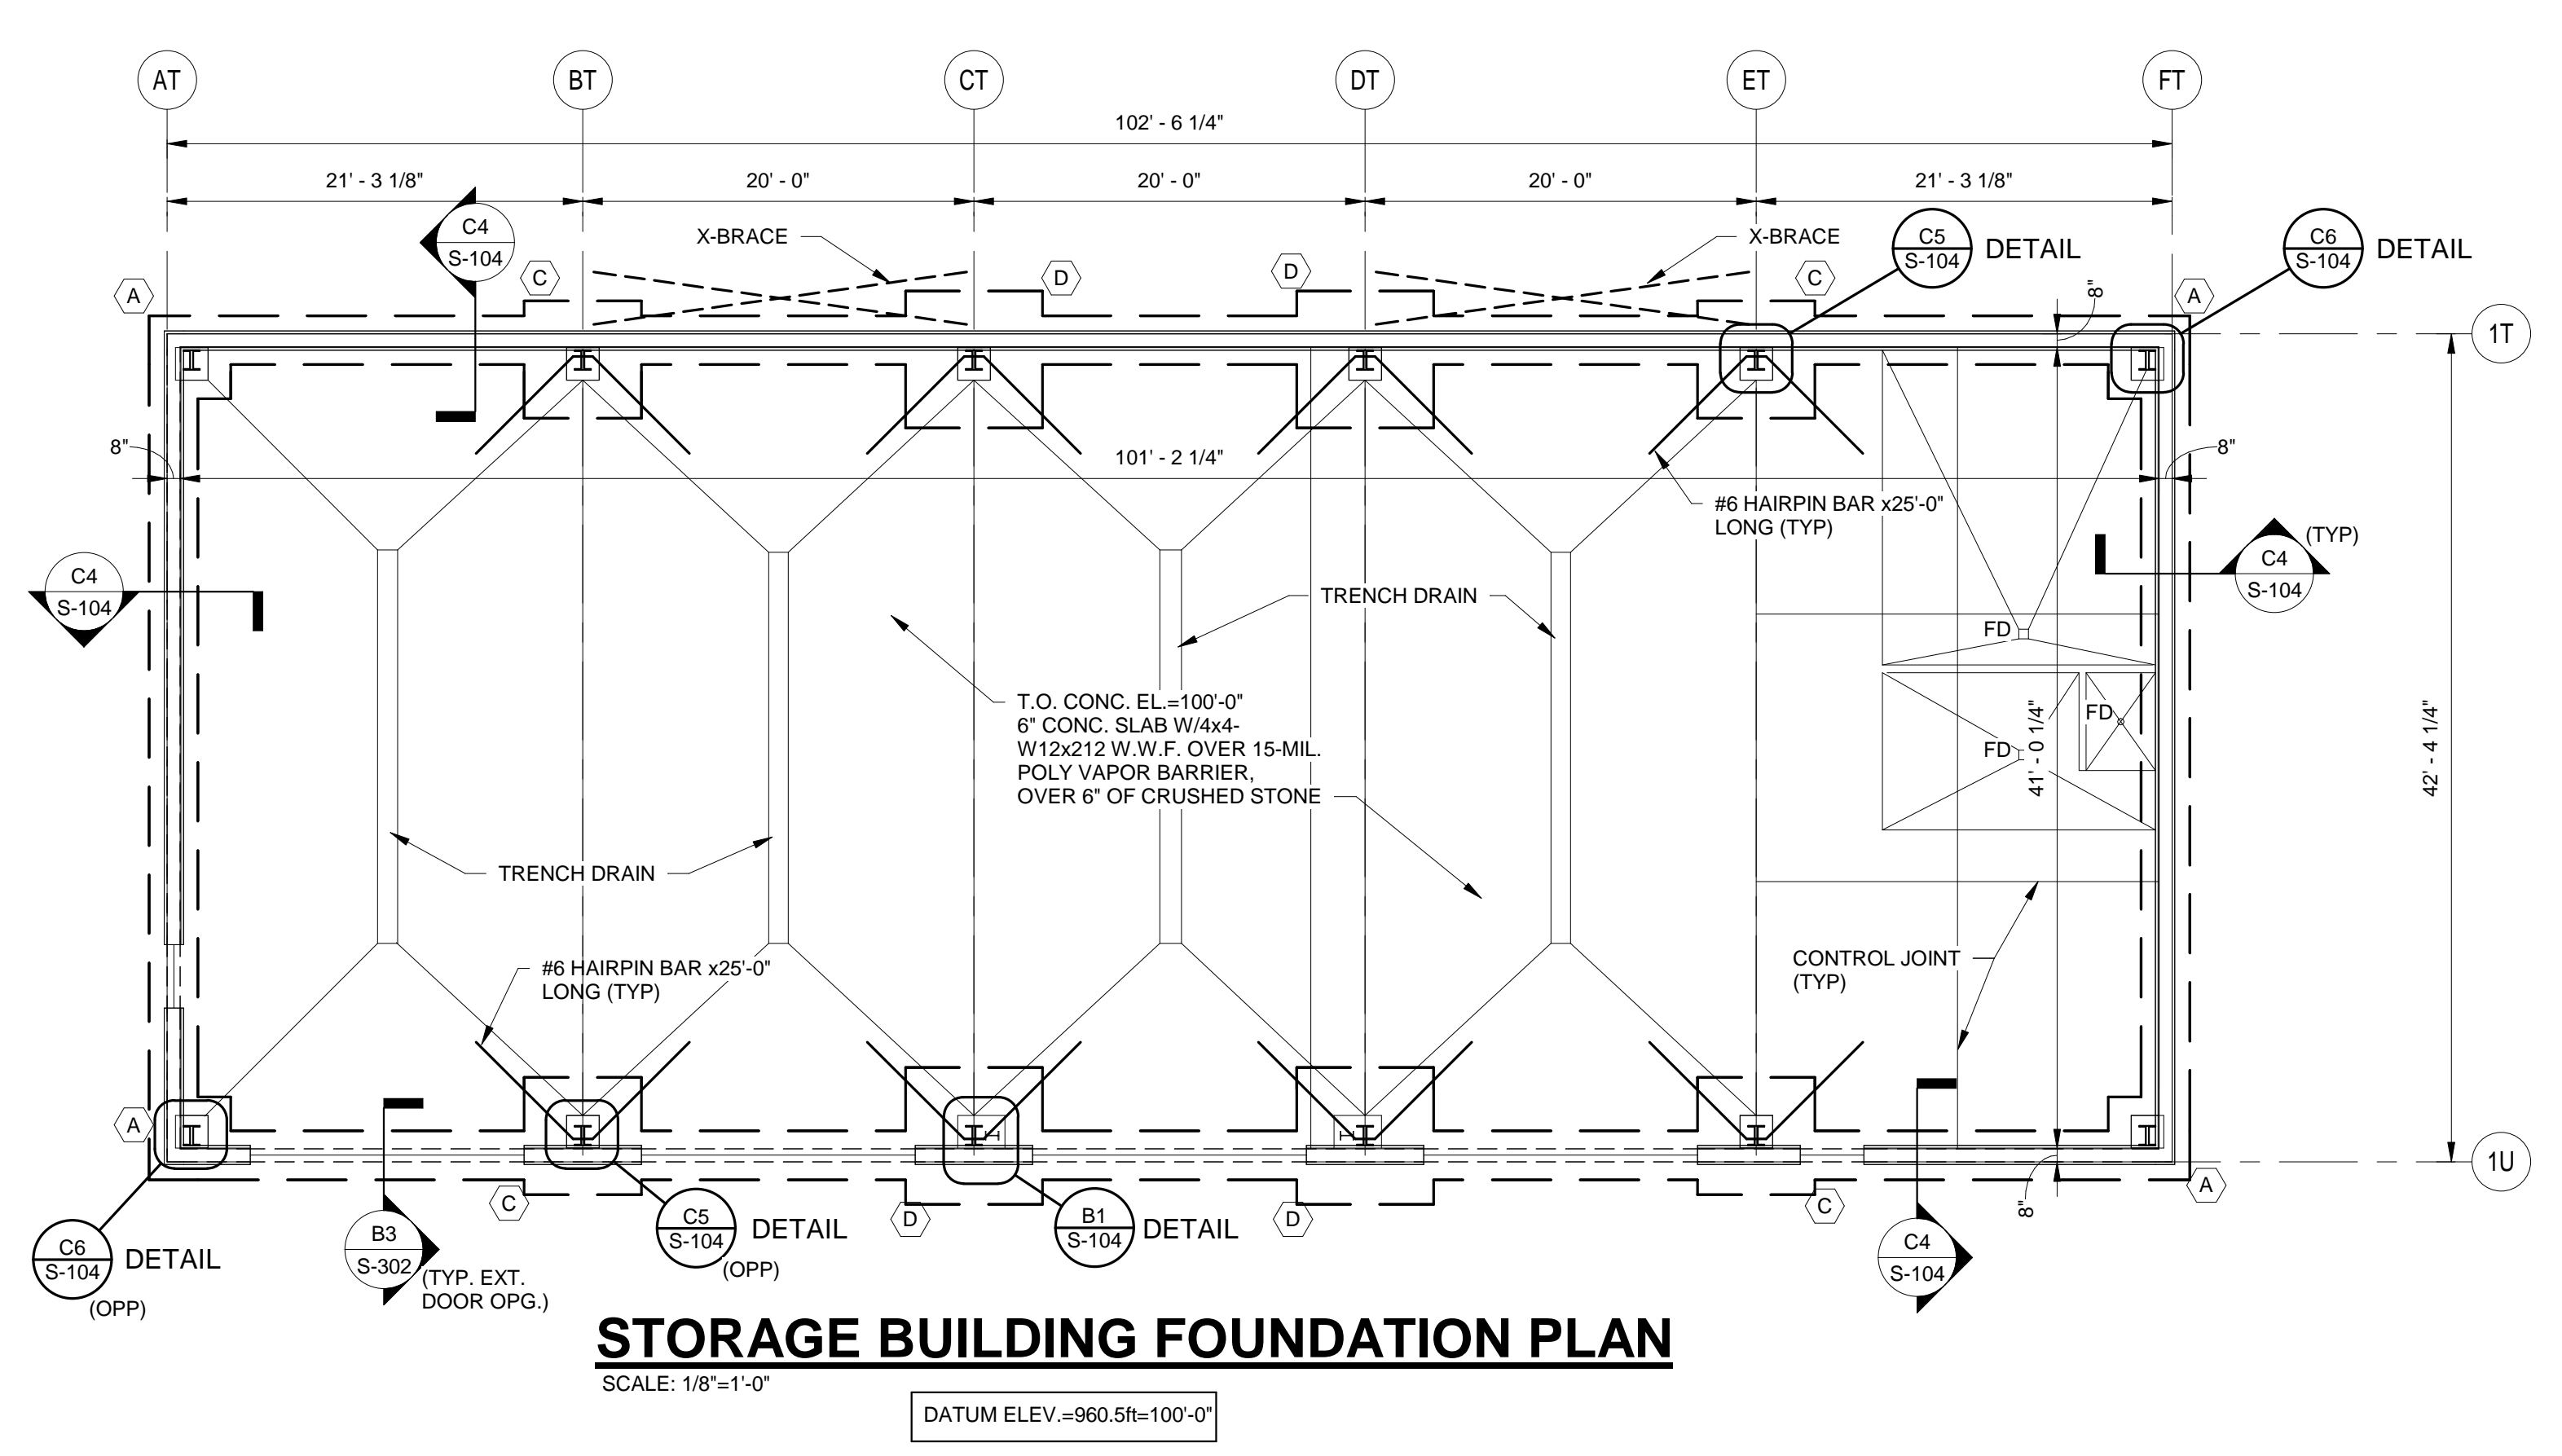 AT
BT
CT
DT
ET
FT
102' - 6 1/4"
21' - 3 1/8"
20' - 0"
20' - 0"
20' - 0"
21' - 3 1/8"
C4
S-104
X-BRACE
X-BRACE
C5
S-104
DETAIL
C6
S-104
DETAIL
A
C
D
D
C
8"
A
1T
8"
101' - 2 1/4"
8"
#6 HAIRPIN BAR x25'-0"
LONG (TYP)
C4
S-104
(TYP)
C4
S-104
TRENCH DRAIN
FD
T.O. CONC. EL.=100'-0"
6" CONC. SLAB W/4x4-
W12x212 W.W.F. OVER 15-MIL.
POLY VAPOR BARRIER,
OVER 6" OF CRUSHED STONE
FD
FD
41' - 0 1/4"
42' - 4 1/4"
TRENCH DRAIN
#6 HAIRPIN BAR x25'-0"
LONG (TYP)
CONTROL JOINT
(TYP)
A
1U
C
D
D
C
8"
A
C6
S-104
DETAIL
(OPP)
B3
S-302
(TYP. EXT.
DOOR OPG.)
C5
S-104
DETAIL
(OPP)
B1
S-104
DETAIL
C4
S-104
STORAGE BUILDING FOUNDATION PLAN
SCALE: 1/8"=1'-0"
DATUM ELEV.=960.5ft=100'-0"